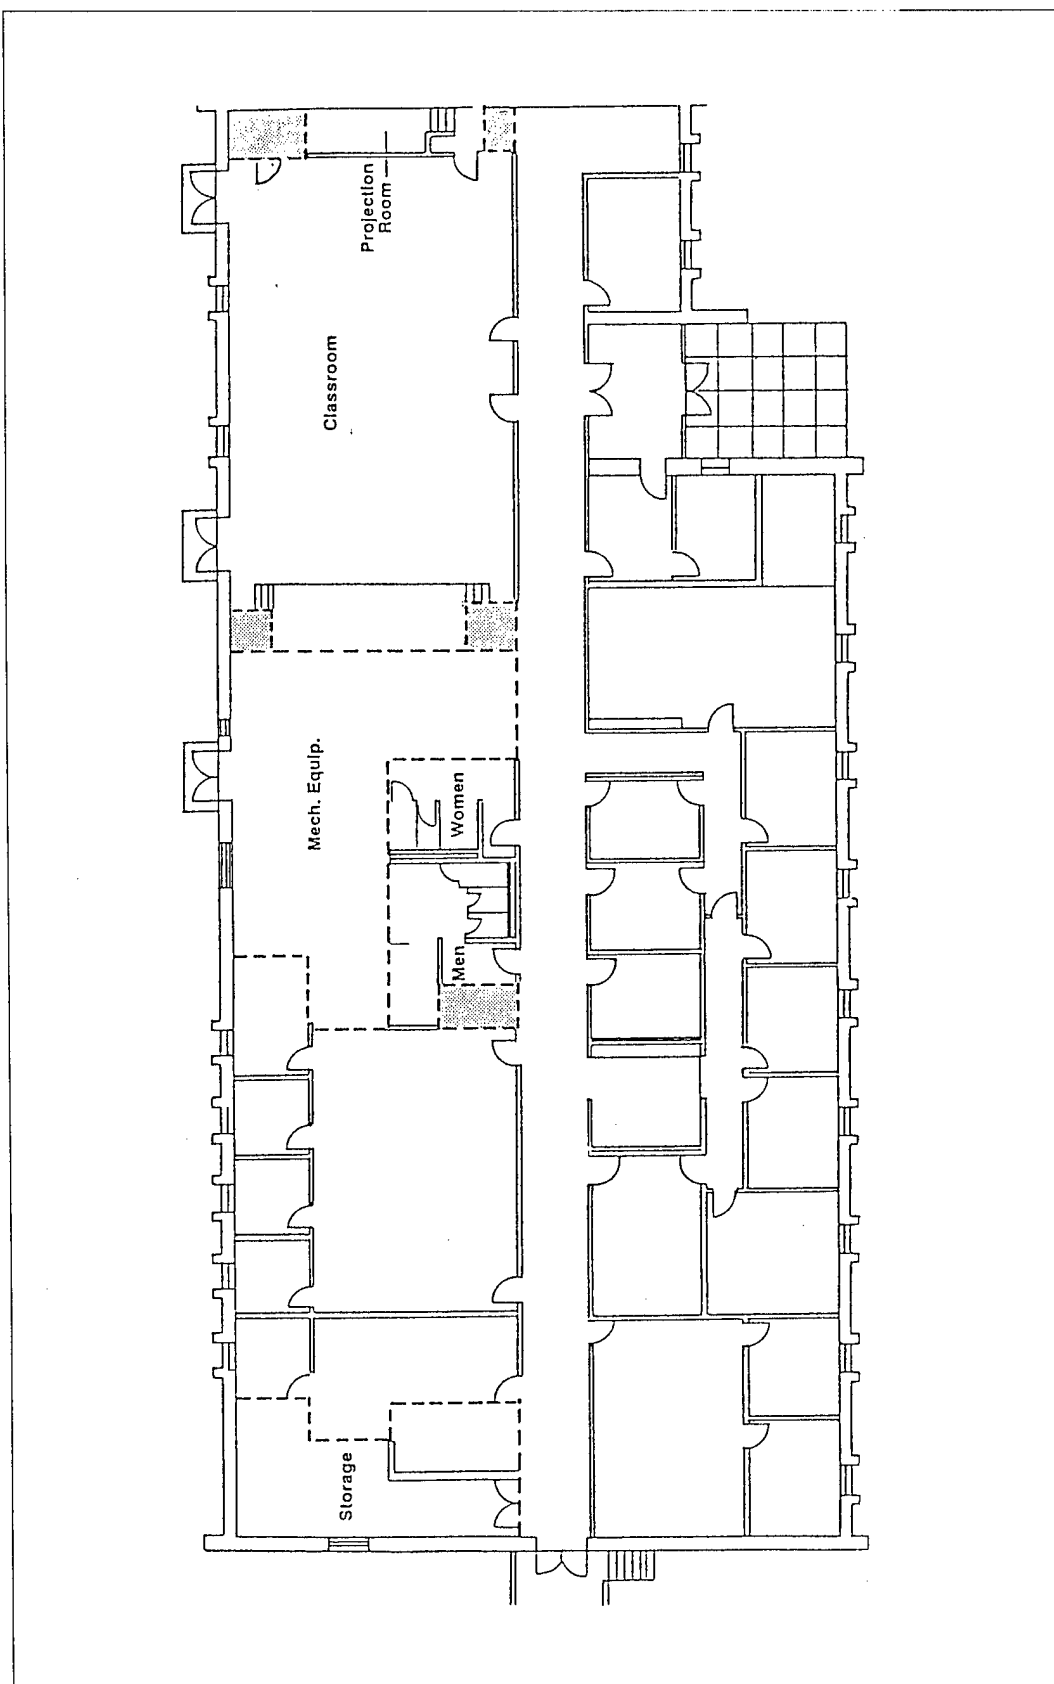 Projection
Room
Classroom
Mech. Equip.
Women
Men
Storage